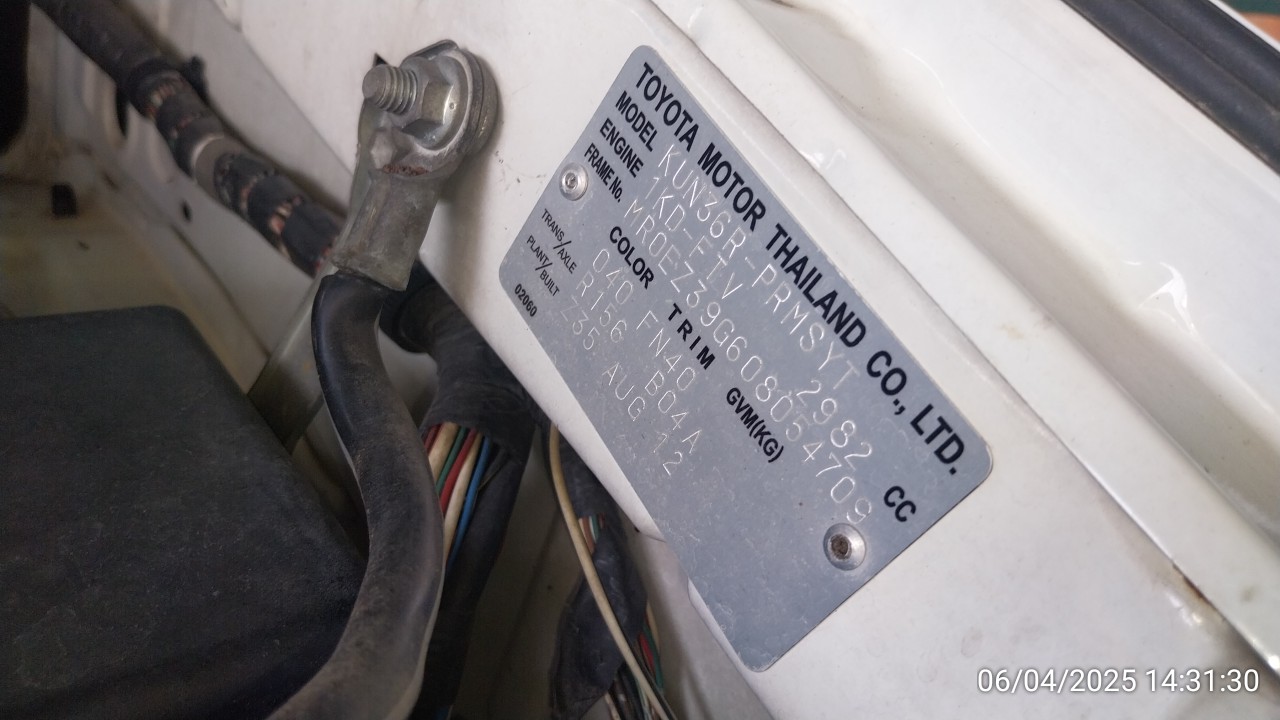 TOYOTA MOTOR THAILAND CO., LTD.
MODEL KUN36R-PRMSYT
ENGINE 1KD-FTV 2982 CC
FRAME No. MR0EZ39G608054709
COLOR TRIM GVM(KG)
040 FN40
TRANS/AXLE R156 B04A
PLANT/BUILT Z35 AUG 12
02060
06/04/2025 14:31:30